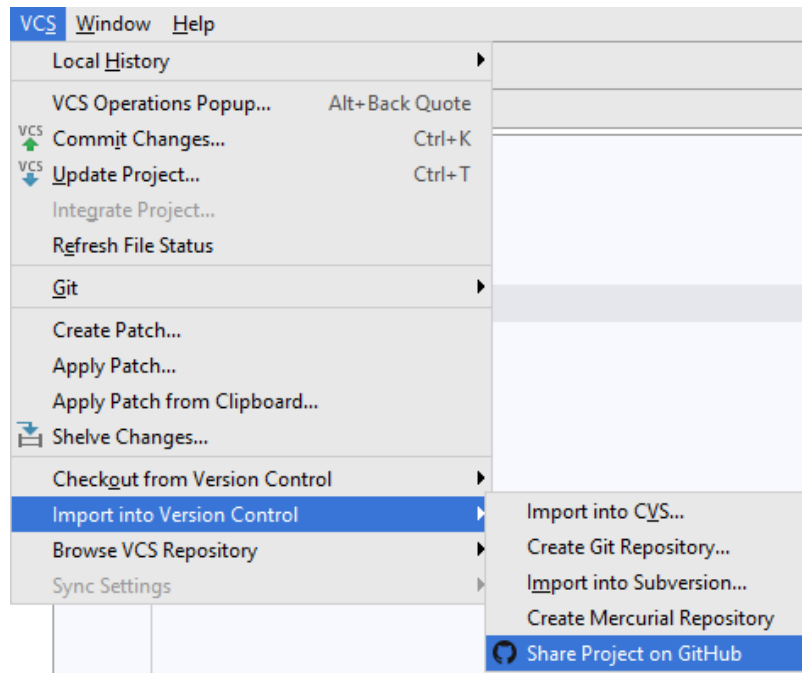 VCS Window Help
Local History
VCS Operations Popup... Alt+Back Quote
VCS Commit Changes... Ctrl+K
VCS Update Project... Ctrl+T
Integrate Project...
Refresh File Status
Git
Create Patch...
Apply Patch...
Apply Patch from Clipboard...
Shelve Changes...
Checkout from Version Control
Import into Version Control
Browse VCS Repository
Sync Settings
Import into CVS...
Create Git Repository...
Import into Subversion...
Create Mercurial Repository
Share Project on GitHub